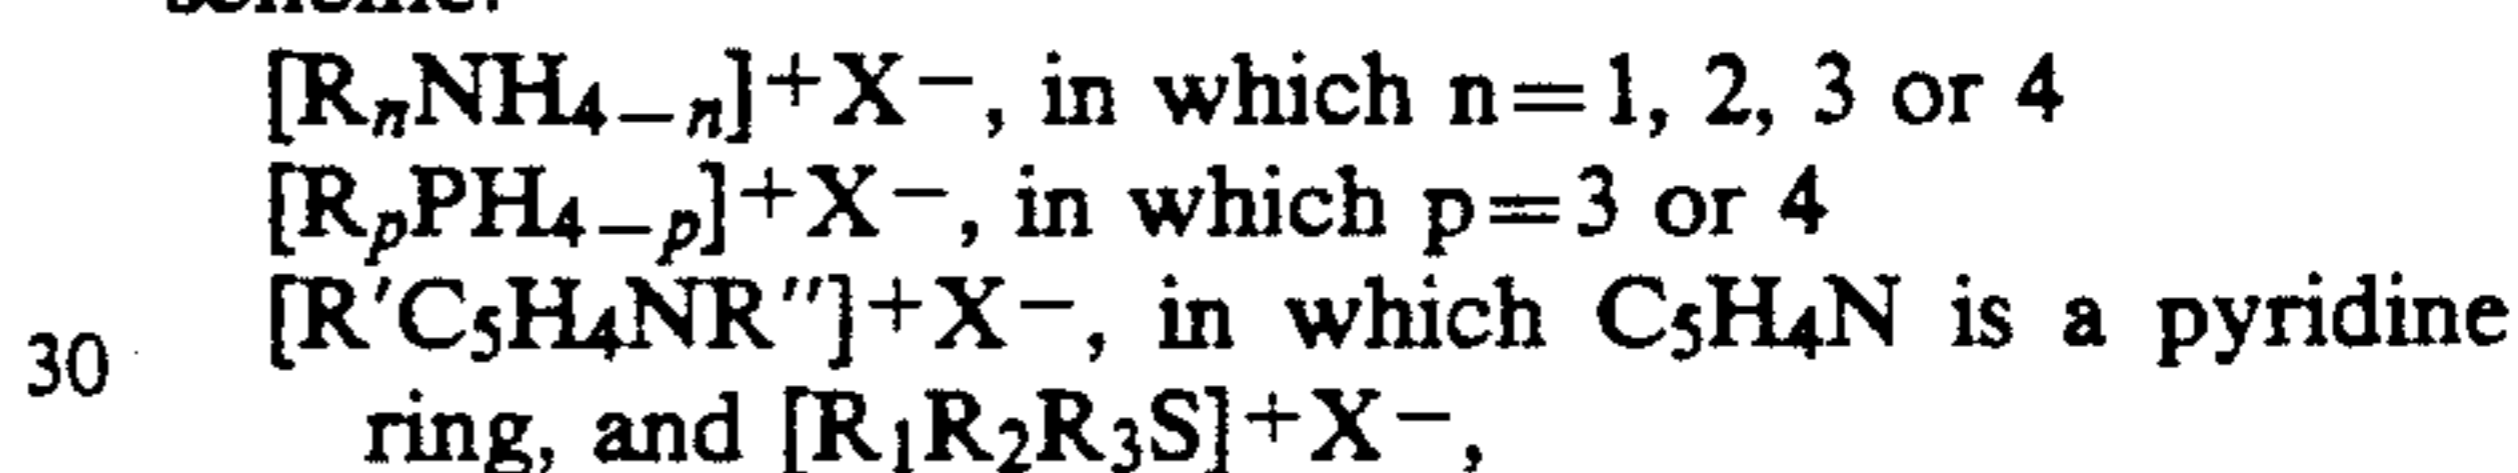 scheme:
[RₙNH₄₋ₙ]⁺X⁻, in which n=1, 2, 3 or 4
[RₚPH₄₋ₚ]⁺X⁻, in which p=3 or 4
[R′C₅H₄NR″]⁺X⁻, in which C₅H₄N is a pyridine
30 ring, and [R₁R₂R₃S]⁺X⁻,